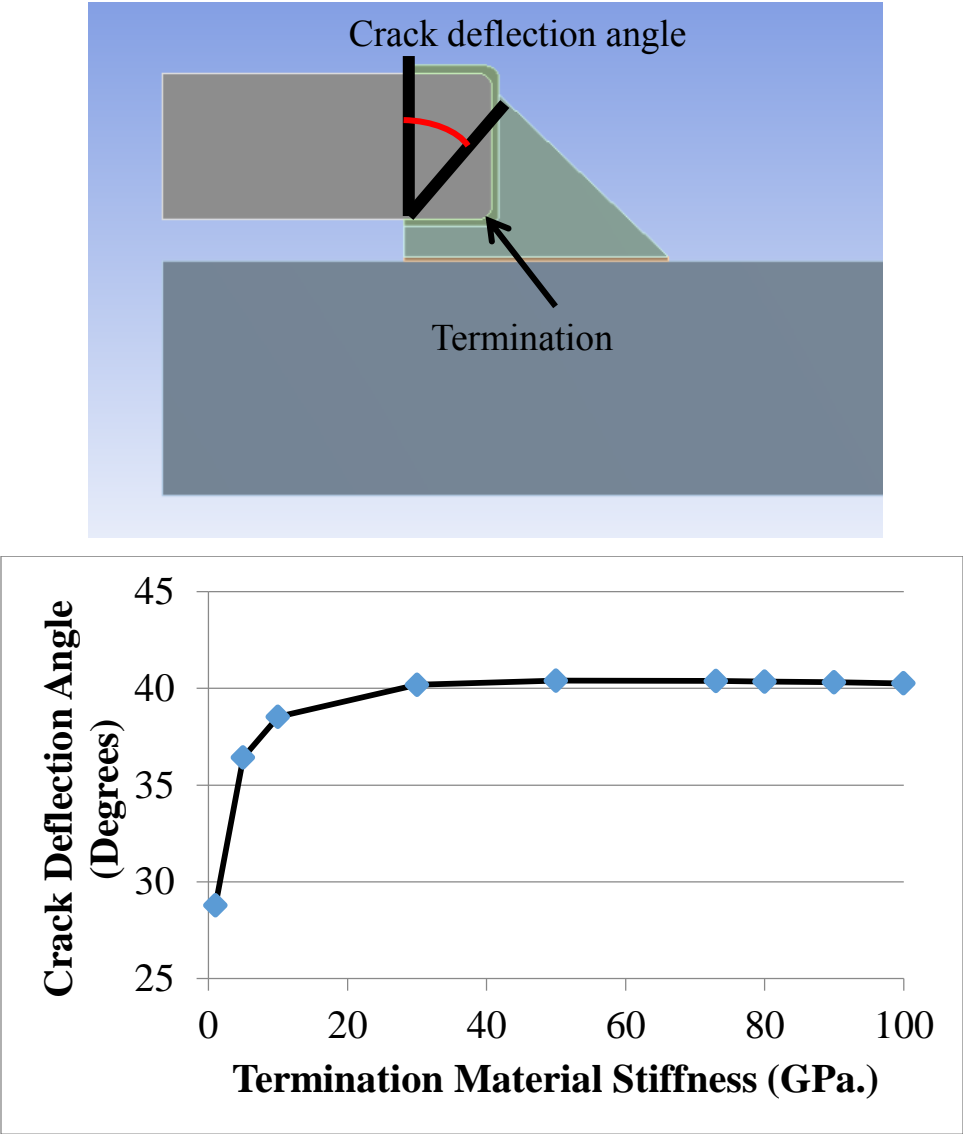 Crack deflection angle
Termination
Crack Deflection Angle
(Degrees)
45
40
35
30
25
0 20 40 60 80 100
Termination Material Stiffness (GPa.)